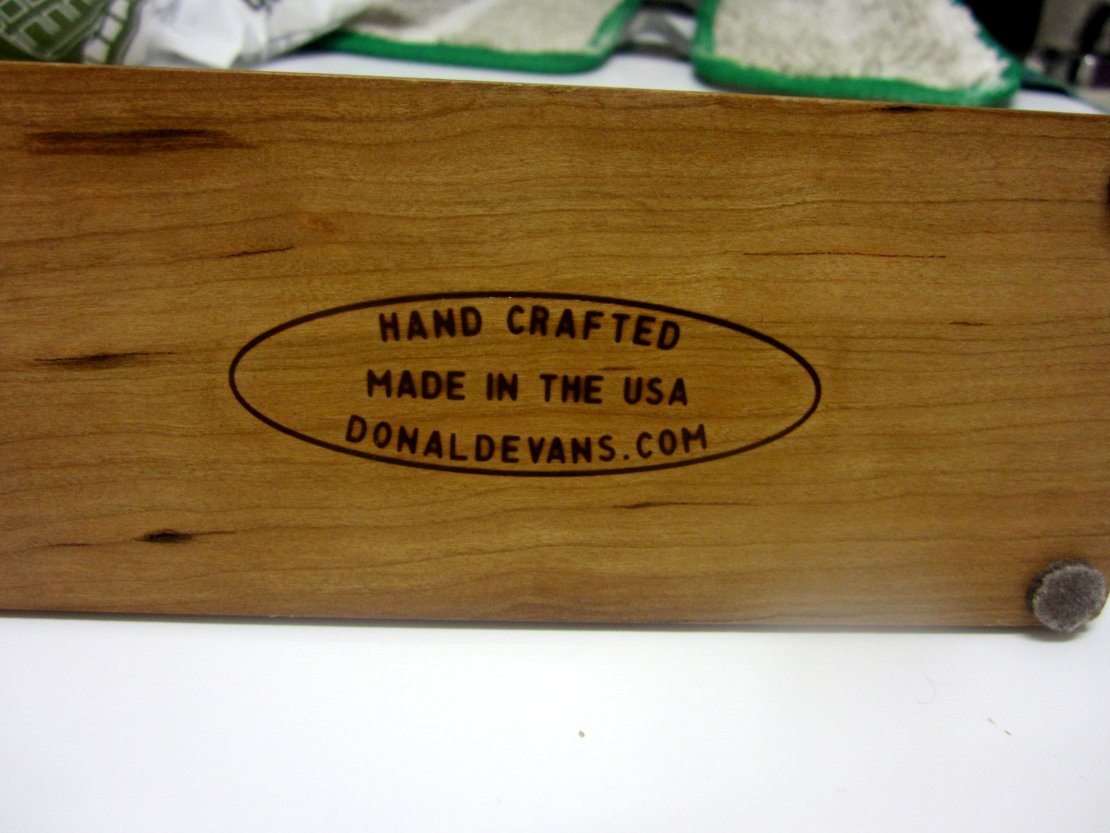 HAND CRAFTED
MADE IN THE USA
DONALDEVANS.COM